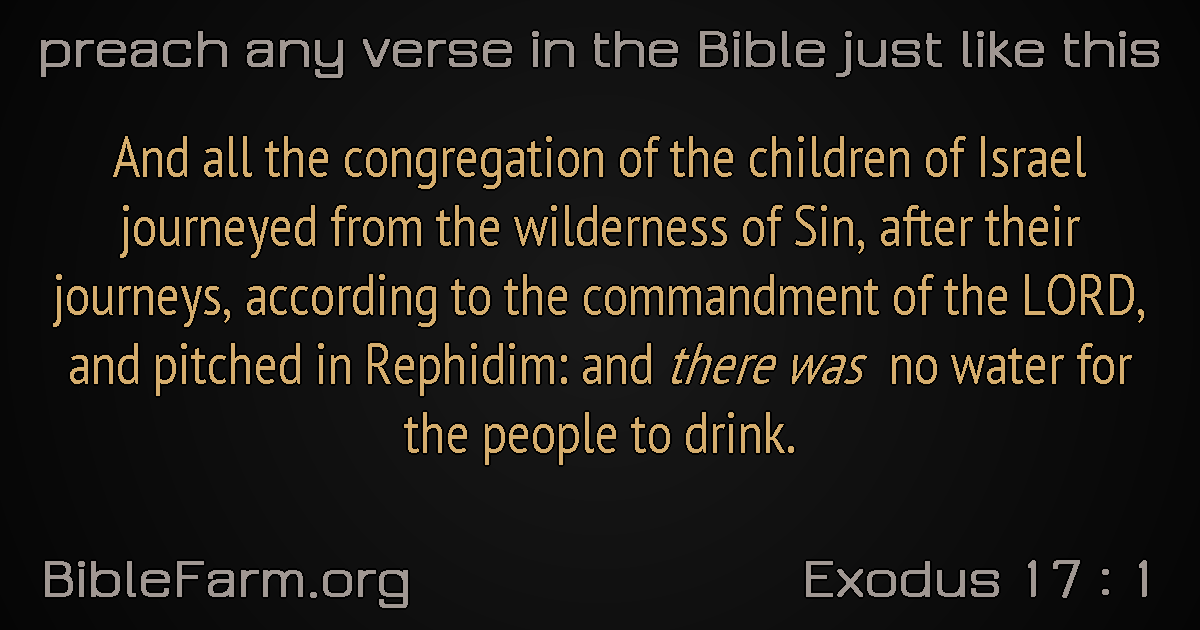 preach any verse in the Bible just like this
And all the congregation of the children of Israel
journeyed from the wilderness of Sin, after their
journeys, according to the commandment of the LORD,
and pitched in Rephidim: and there was no water for
the people to drink.
BibleFarm.org
Exodus 17 : 1